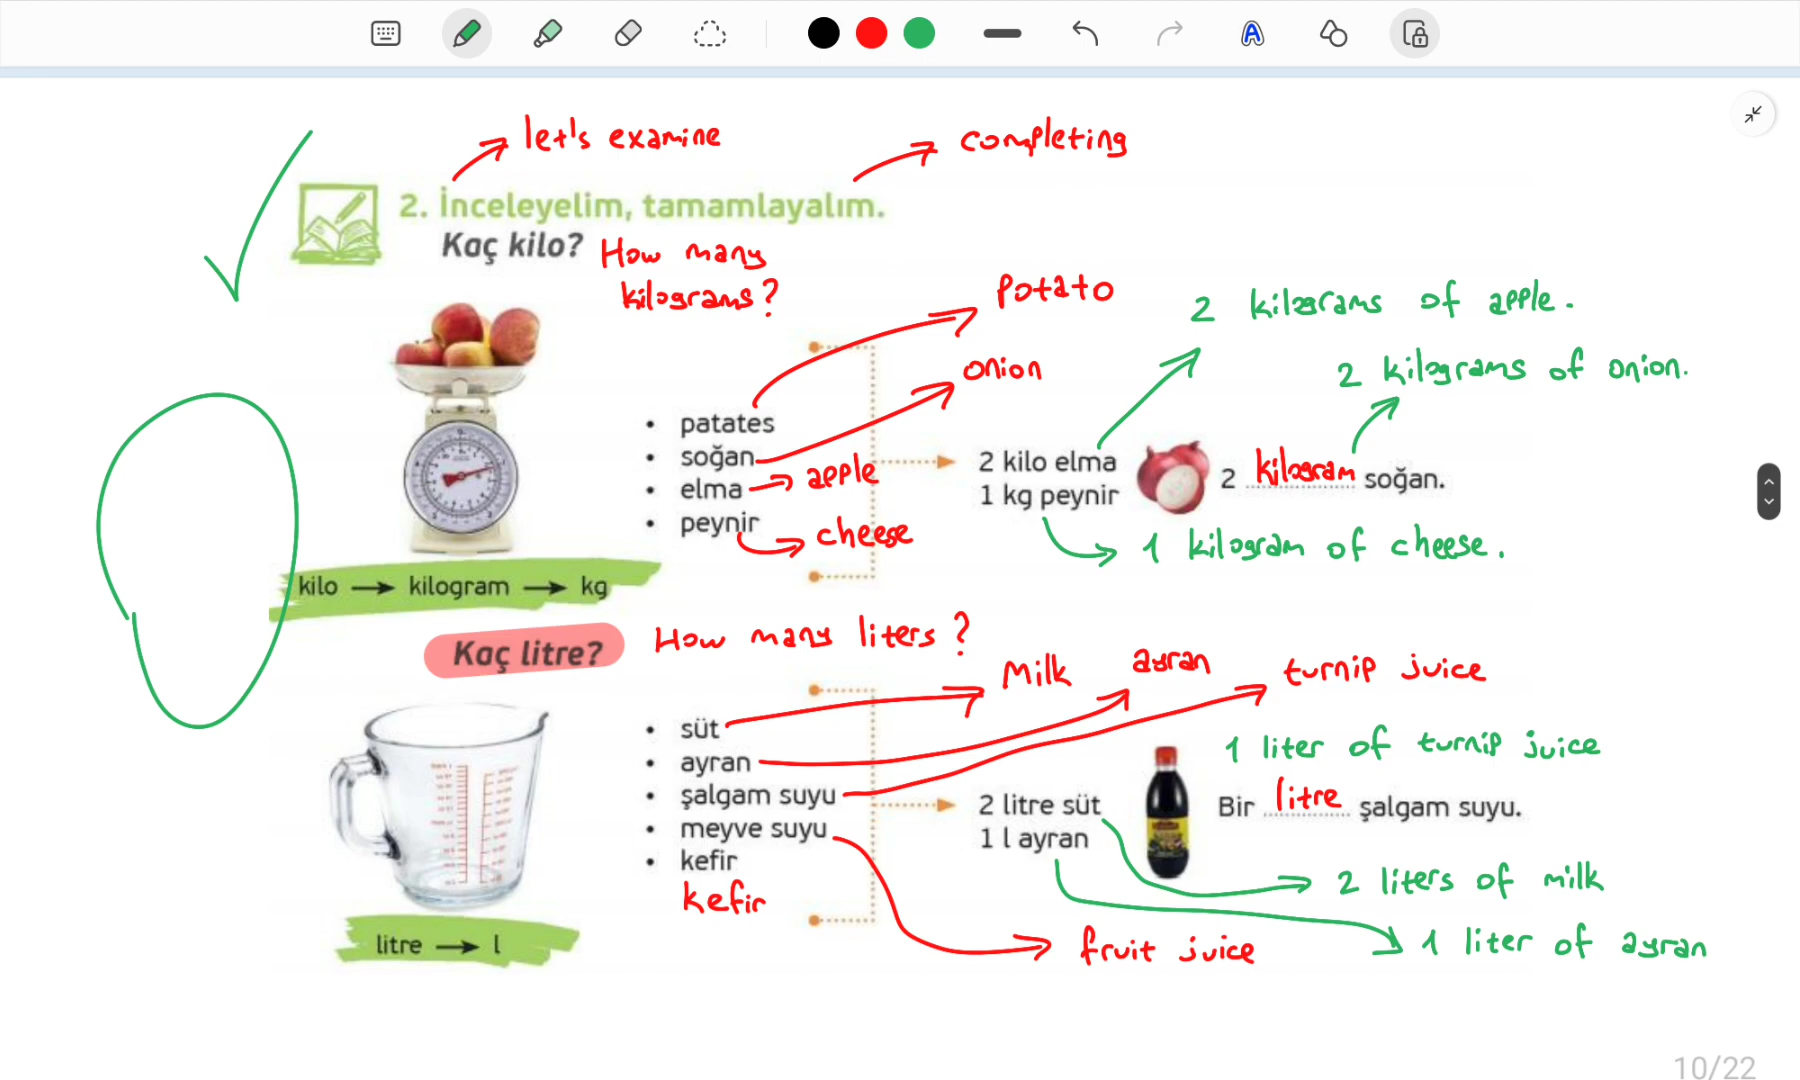 let's examine
completing
2. İnceleyelim, tamamlayalım.
Kaç kilo?
How many
kilograms?
potato
2 kilograms of apple.
onion
2 kilograms of onion.
• patates
• soğan
• elma
apple
• peynir
cheese
2 kilo elma
1 kg peynir
2 kilogram soğan.
1 kilogram of cheese.
kilo → kilogram → kg
Kaç litre?
How many liters?
Milk
ayran
turnip juice
• süt
• ayran
• şalgam suyu
• meyve suyu
• kefir
kefir
1 liter of turnip juice
2 litre süt
1 l ayran
Bir litre şalgam suyu.
2 liters of milk
1 liter of ayran
fruit juice
litre → l
10/22